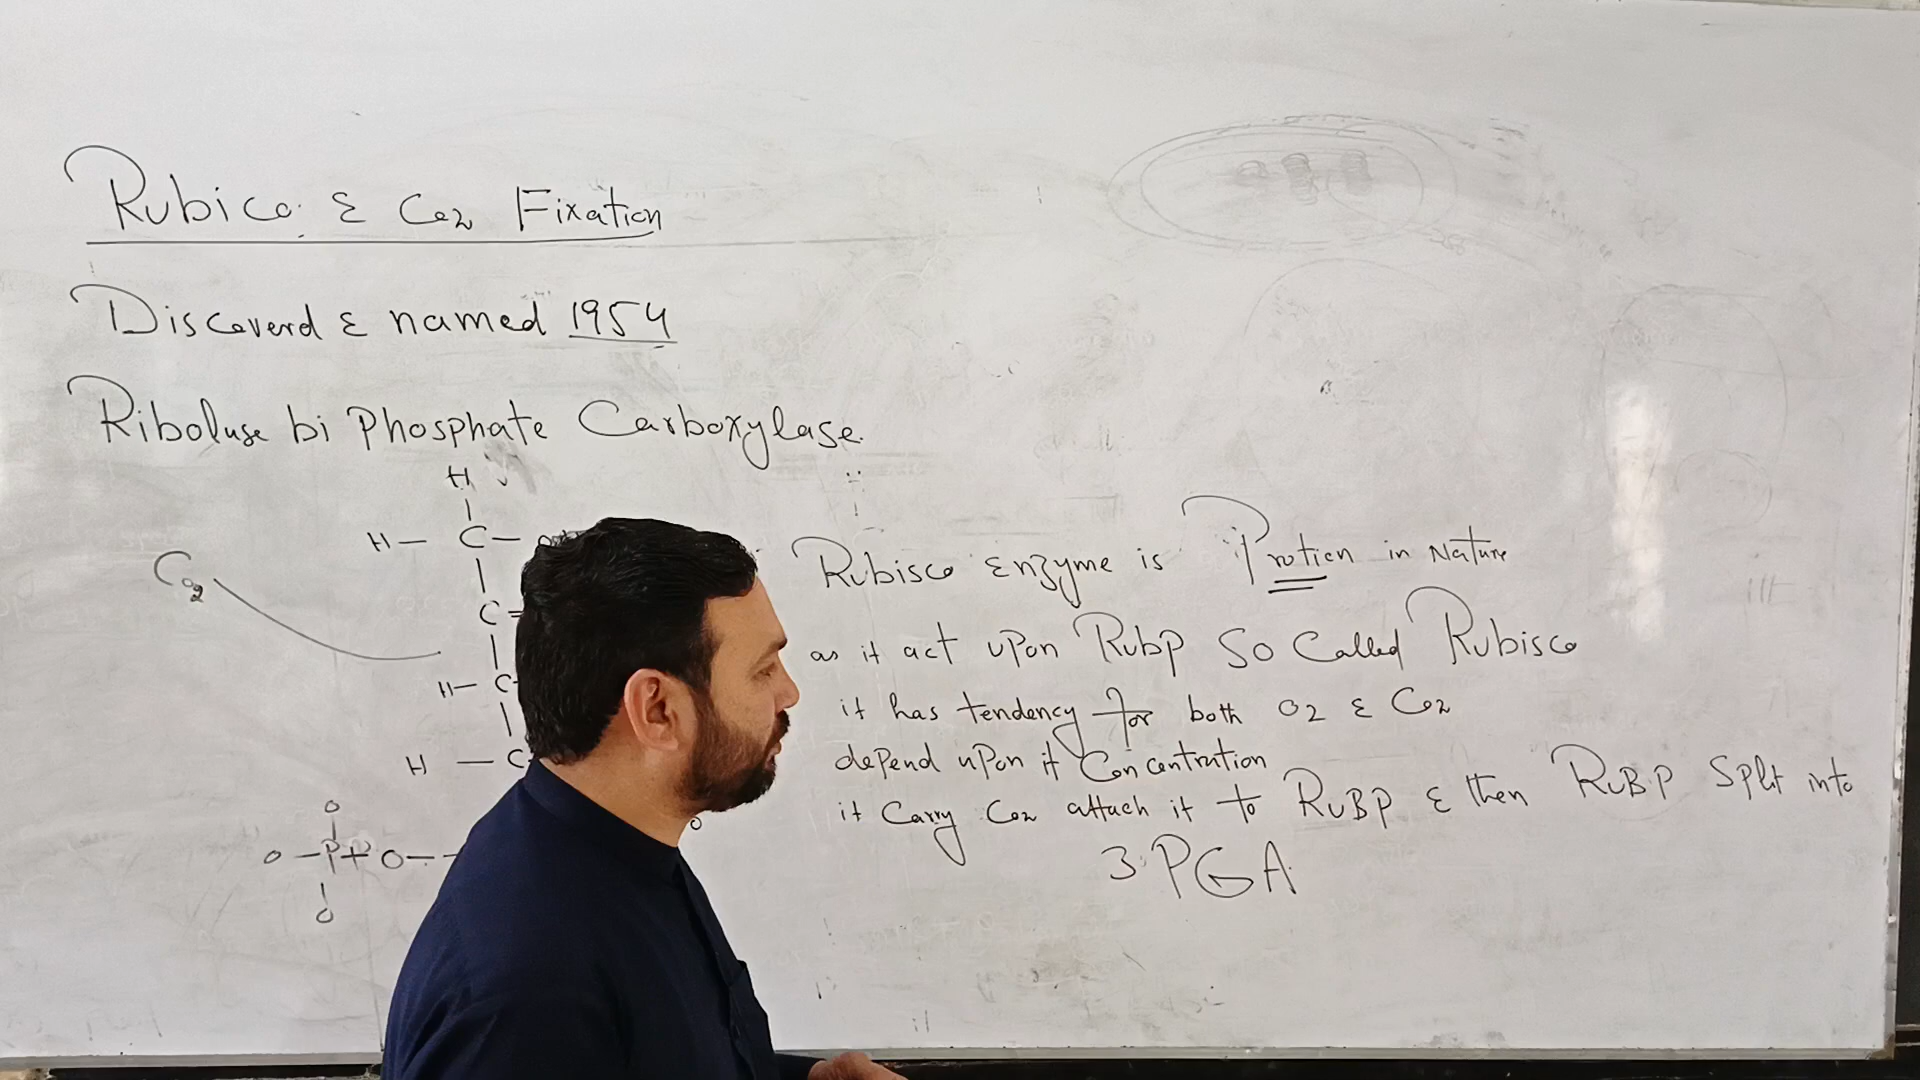 Rubico & Co2 Fixation
Discoverd & named 1954
Riboluse bi Phosphate Carboxylase
H
H — C —
Co2
C =
H — C
H — C
O
O — P + O — —
O
O
Rubisco Enzyme is Protien in Nature
as it act upon Rubp So Called Rubisco
it has tendency for both O2 & Co2
depend upon it Concentration
it Carry Co2 attach it to RuBP & then RuBP Split into
3 PGA